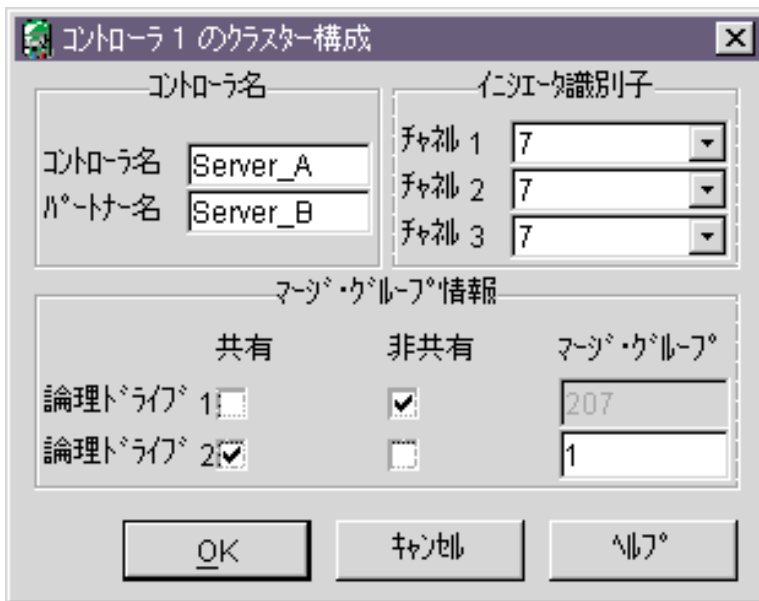 コントローラ 1 のクラスター構成
コントローラ名
コントローラ名 Server_A
パートナー名 Server_B
イニシエータ識別子
チャネル 1 7
チャネル 2 7
チャネル 3 7
マージ・グループ情報
共有 非共有 マージ・グループ
論理ドライブ 1: 207
論理ドライブ 2: 1
OK キャンセル ヘルプ